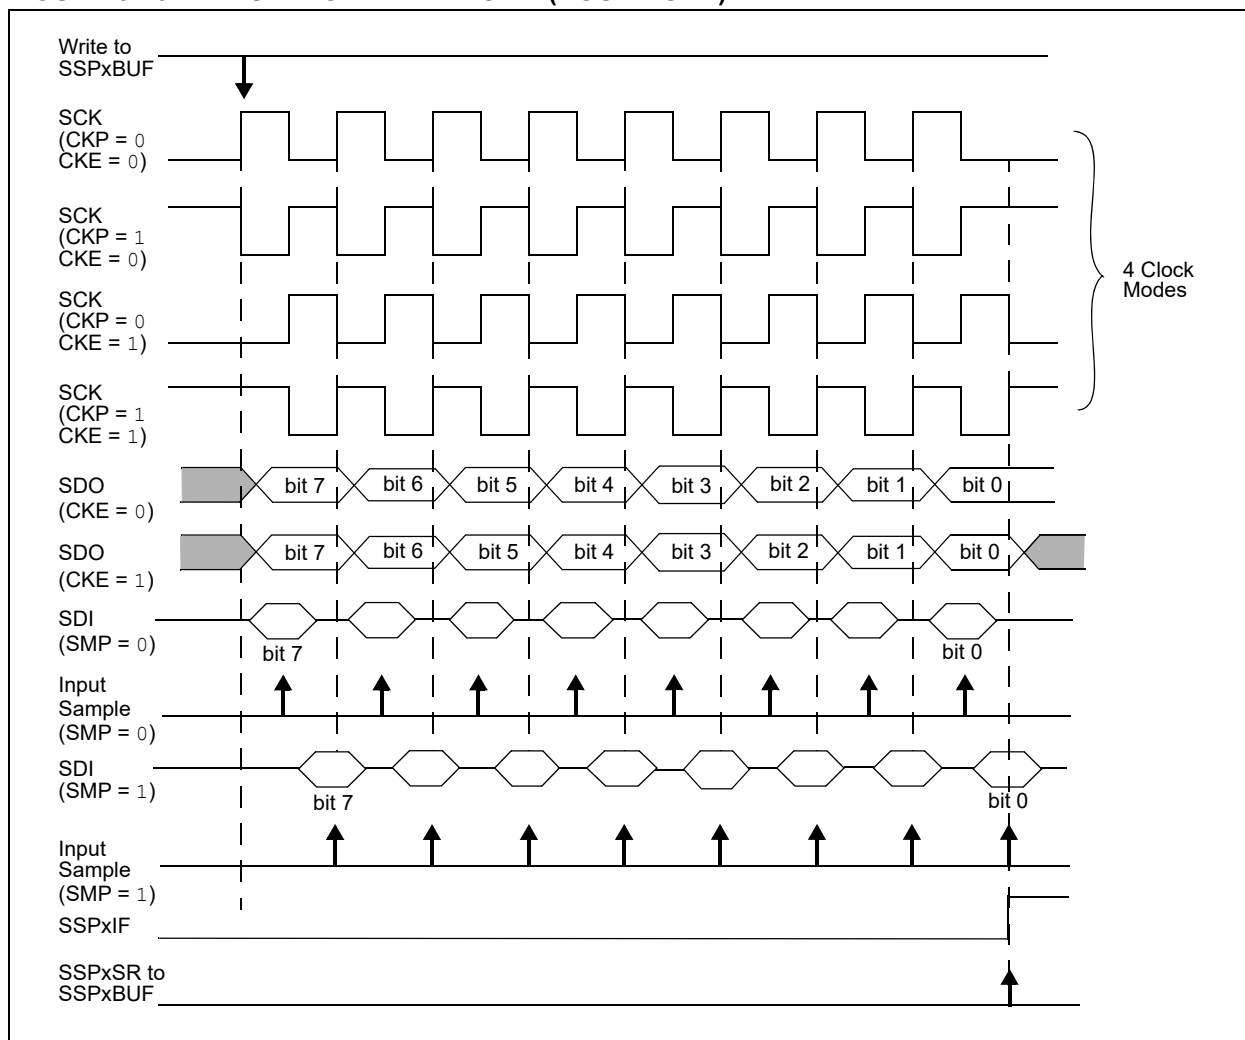 Write to
SSPxBUF
SCK
(CKP = 0
CKE = 0)
SCK
(CKP = 1
CKE = 0)
SCK
(CKP = 0
CKE = 1)
SCK
(CKP = 1
CKE = 1)
4 Clock
Modes
SDO
(CKE = 0)
bit 7 bit 6 bit 5 bit 4 bit 3 bit 2 bit 1 bit 0
SDO
(CKE = 1)
bit 7 bit 6 bit 5 bit 4 bit 3 bit 2 bit 1 bit 0
SDI
(SMP = 0)
bit 7 bit 0
Input
Sample
(SMP = 0)
SDI
(SMP = 1)
bit 7 bit 0
Input
Sample
(SMP = 1)
SSPxIF
SSPxSR to
SSPxBUF